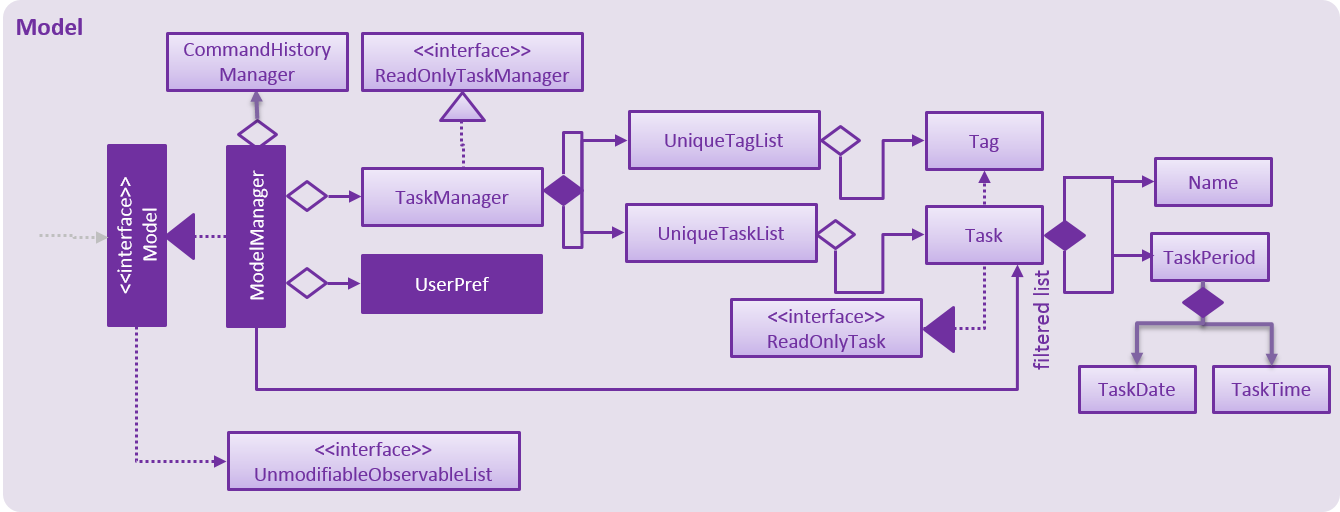 Model
CommandHistory
Manager
<<interface>>
ReadOnlyTaskManager
<<interface>>
Model
ModelManager
TaskManager
UserPref
UniqueTagList
UniqueTaskList
Tag
Task
<<interface>>
ReadOnlyTask
filtered list
Name
TaskPeriod
TaskDate
TaskTime
<<interface>>
UnmodifiableObservableList